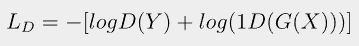 L_D = −[logD(Y) + log(1D(G(X)))]